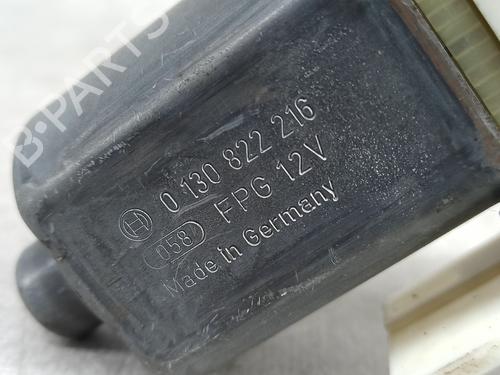 B-PARTS
0 130 822 216
058 FPG 12V
Made in Germany